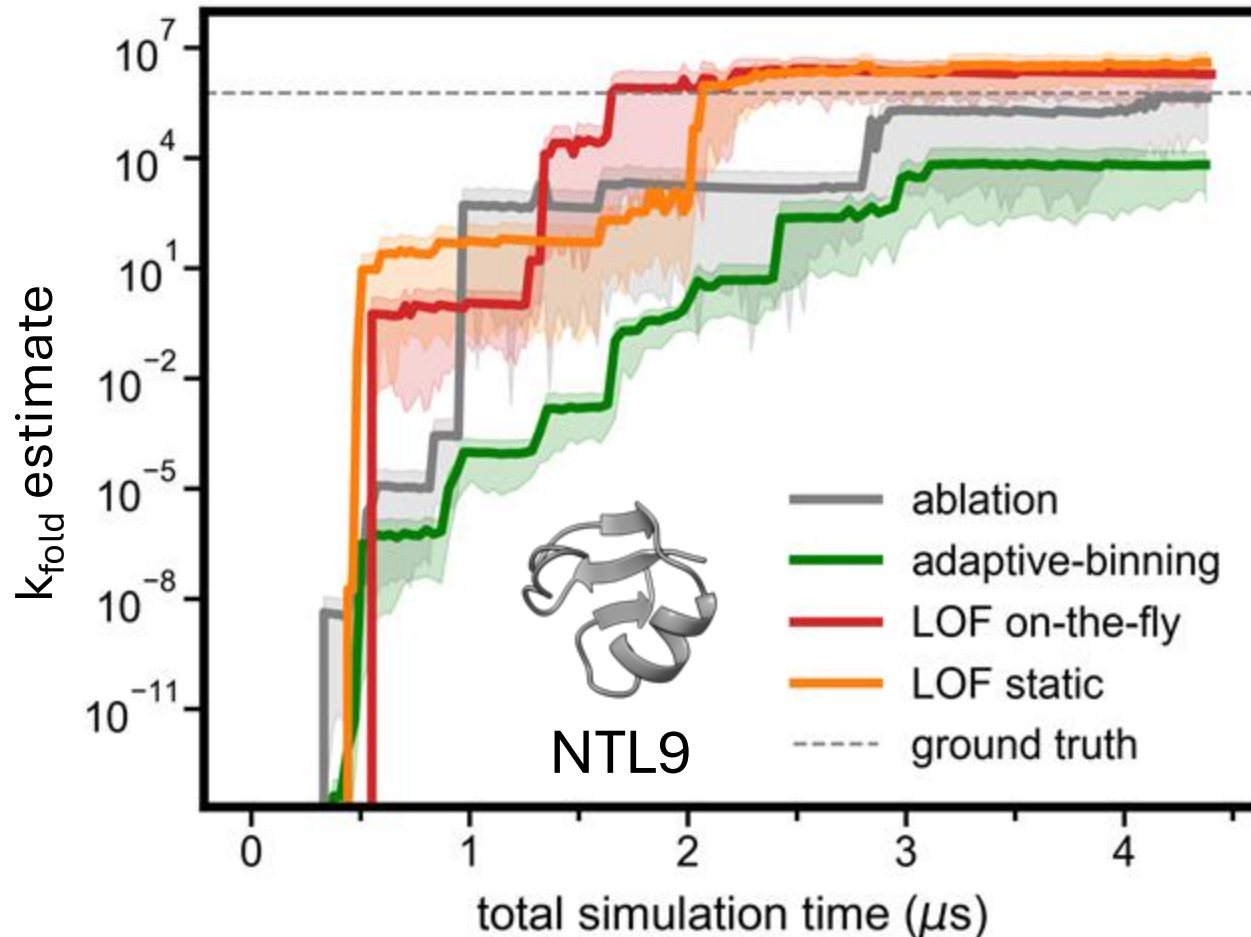 k_fold estimate
10^7
10^4
10^1
10^−2
10^−5
10^−8
10^−11
ablation
adaptive-binning
LOF on-the-fly
LOF static
ground truth
NTL9
0 1 2 3 4
total simulation time (μs)